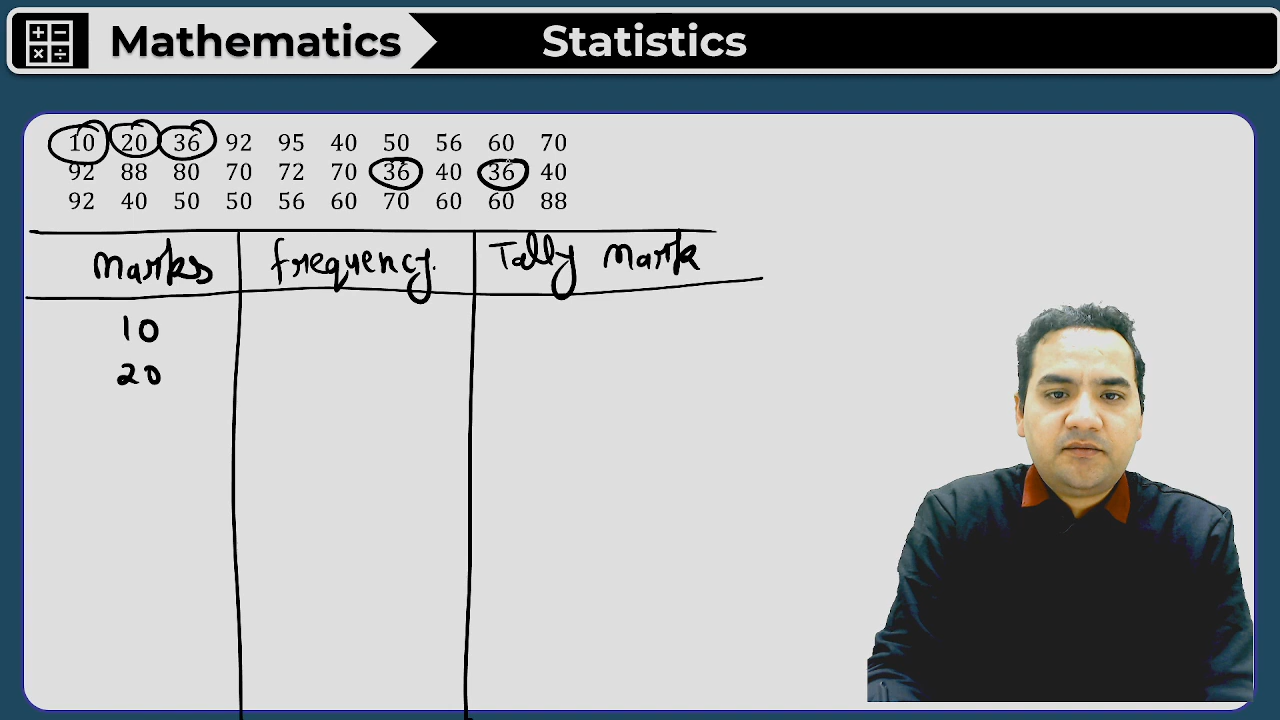 Mathematics Statistics
10 20 36 92 95 40 50 56 60 70
92 88 80 70 72 70 36 40 36 40
92 40 50 50 56 60 70 60 60 88
Marks frequency. Tally Mark
10
20